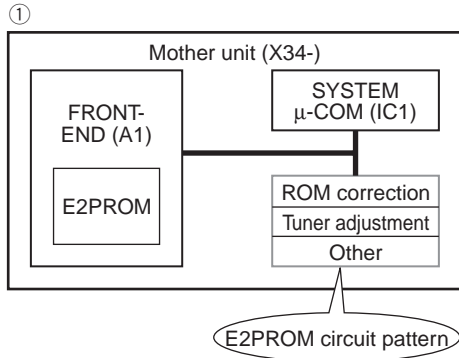 ①
Mother unit (X34-)
FRONT-
END (A1)
E2PROM
SYSTEM
μ-COM (IC1)
ROM correction
Tuner adjustment
Other
E2PROM circuit pattern